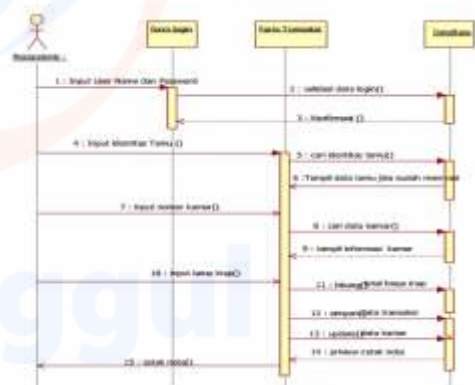 Form login
Form Transaksi
Database
Resepsionis :
1 : Input User Name Dan Password
2 : validasi data login()
3 : Konfirmasi ()
4 : Input Identitas Tamu ()
5 : cari identitas tamu()
6 : Tampil data tamu jika sudah reservasi
7 : Input nomor kamar()
8 : cari data kamar()
9 : tampil informasi kamar
10 : input lama inap()
11 : hitung() total biaya inap
12 : simpan() data transaksi
13 : update() data kamar
14 : printout cetak nota
15 : cetak nota()
nggul